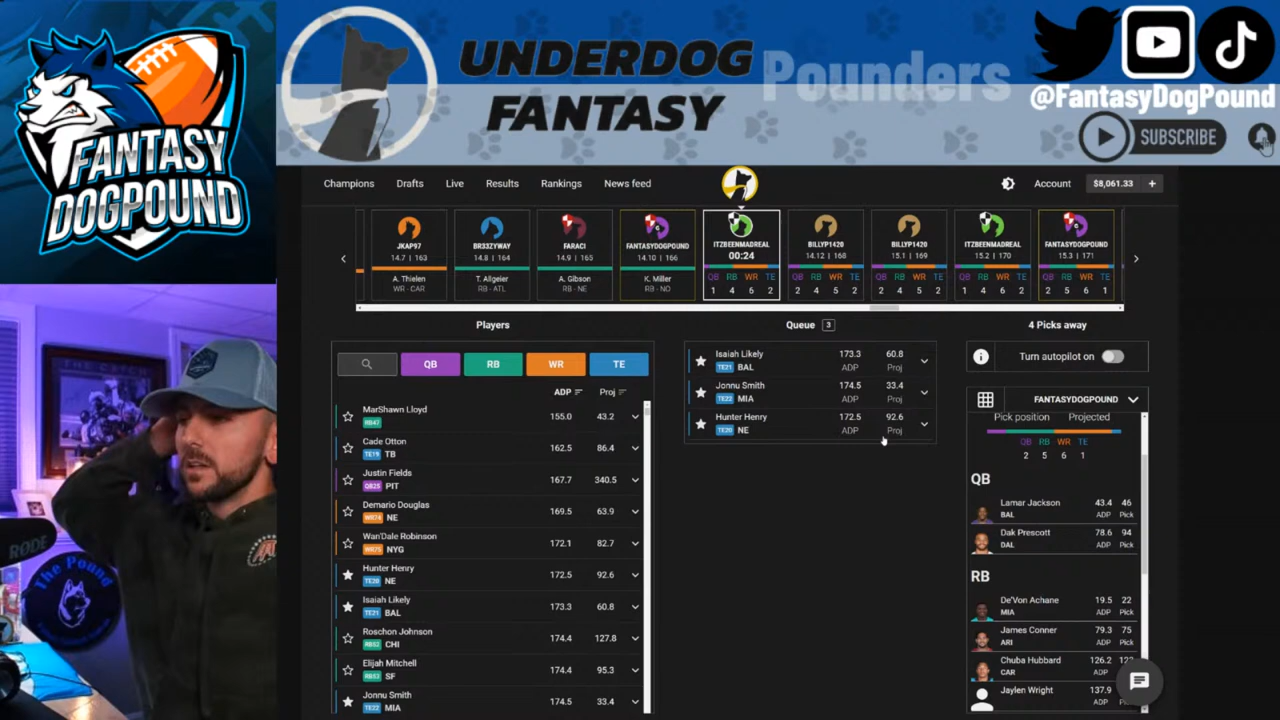 FANTASY
DOGPOUND
UNDERDOG
FANTASY
Pounders
@FantasyDogPound
SUBSCRIBE
Champions
Drafts
Live
Results
Rankings
News feed
Account
$8,061.33 +
JKAP97
14.7 | 163
A. Thielen
WR - CAR
BR33ZYWAY
14.8 | 164
T. Allgeier
RB - ATL
FARACI
14.9 | 165
A. Gibson
RB - NE
FANTASYDOGPOUND
14.10 | 166
K. Miller
RB - NO
ITZBEENMADREAL
00:24
QB RB WR TE
1 4 6 2
BILLYP1420
14.12 | 168
QB RB WR TE
2 4 5 2
BILLYP1420
15.1 | 169
QB RB WR TE
2 4 5 2
ITZBEENMADREAL
15.2 | 170
QB RB WR TE
1 4 6 2
FANTASYDOGPOUND
15.3 | 171
QB RB WR TE
2 5 6 1
Players
QB
RB
WR
TE
ADP
Proj
MarShawn Lloyd 155.0 43.2
RB47
Cade Otton 162.5 86.4
TE19 TB
Justin Fields 167.7 340.5
QB25 PIT
Demario Douglas 169.5 63.9
WR74 NE
Wan'Dale Robinson 172.1 82.7
WR75 NYG
Hunter Henry 172.5 92.6
TE20 NE
Isaiah Likely 173.3 60.8
TE21 BAL
Roschon Johnson 174.4 127.8
RB52 CHI
Elijah Mitchell 174.4 95.3
RB53 SF
Jonnu Smith 174.5 33.4
TE22 MIA
Queue 3
Isaiah Likely 173.3 60.8
TE21 BAL ADP Proj
Jonnu Smith 174.5 33.4
TE22 MIA ADP Proj
Hunter Henry 172.5 92.6
TE20 NE ADP Proj
4 Picks away
Turn autopilot on
FANTASYDOGPOUND
Pick position Projected
QB RB WR TE
2 5 6 1
QB
Lamar Jackson 43.4 46
BAL ADP Pick
Dak Prescott 78.6 94
DAL ADP Pick
RB
De'Von Achane 19.5 22
MIA ADP Pick
James Conner 79.3 75
ARI ADP Pick
Chuba Hubbard 126.2
CAR ADP
Jaylen Wright 137.9
MIA ADP Pick
THE CATCH
RØDE
The Pound